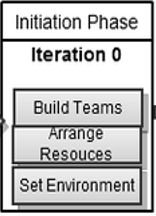 Initiation Phase
Iteration 0
Build Teams
Arrange
Resouces
Set Environment